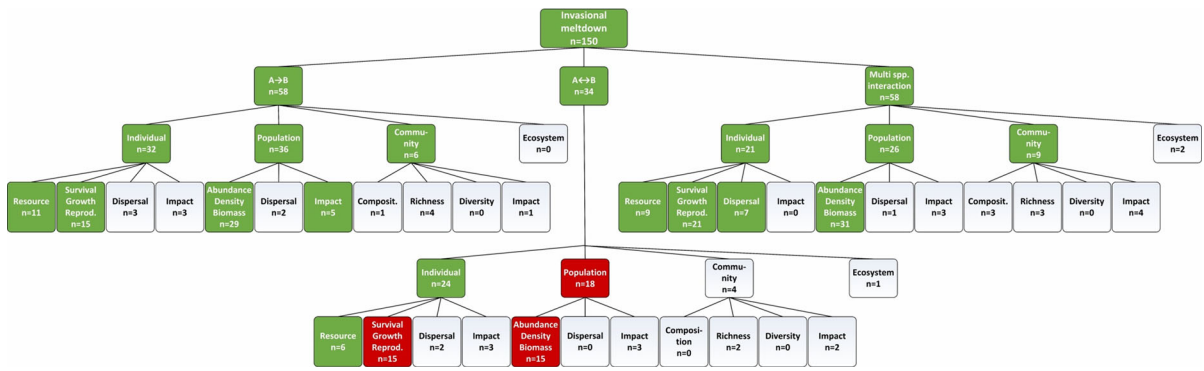 Invasional
meltdown
n=150
A→B
n=58
A↔B
n=34
Multi spp.
interaction
n=58
Individual
n=32
Population
n=36
Commu-
nity
n=6
Ecosystem
n=0
Individual
n=21
Population
n=26
Commu-
nity
n=9
Ecosystem
n=2
Resource
n=11
Survival
Growth
Reprod.
n=15
Dispersal
n=3
Impact
n=3
Abundance
Density
Biomass
n=29
Dispersal
n=2
Impact
n=5
Composit.
n=1
Richness
n=4
Diversity
n=0
Impact
n=1
Resource
n=9
Survival
Growth
Reprod.
n=21
Dispersal
n=7
Impact
n=0
Abundance
Density
Biomass
n=31
Dispersal
n=1
Impact
n=3
Composit.
n=3
Richness
n=3
Diversity
n=0
Impact
n=4
Individual
n=24
Population
n=18
Commu-
nity
n=4
Ecosystem
n=1
Resource
n=6
Survival
Growth
Reprod.
n=15
Dispersal
n=2
Impact
n=3
Abundance
Density
Biomass
n=15
Dispersal
n=0
Impact
n=3
Composi-
tion
n=0
Richness
n=2
Diversity
n=0
Impact
n=2